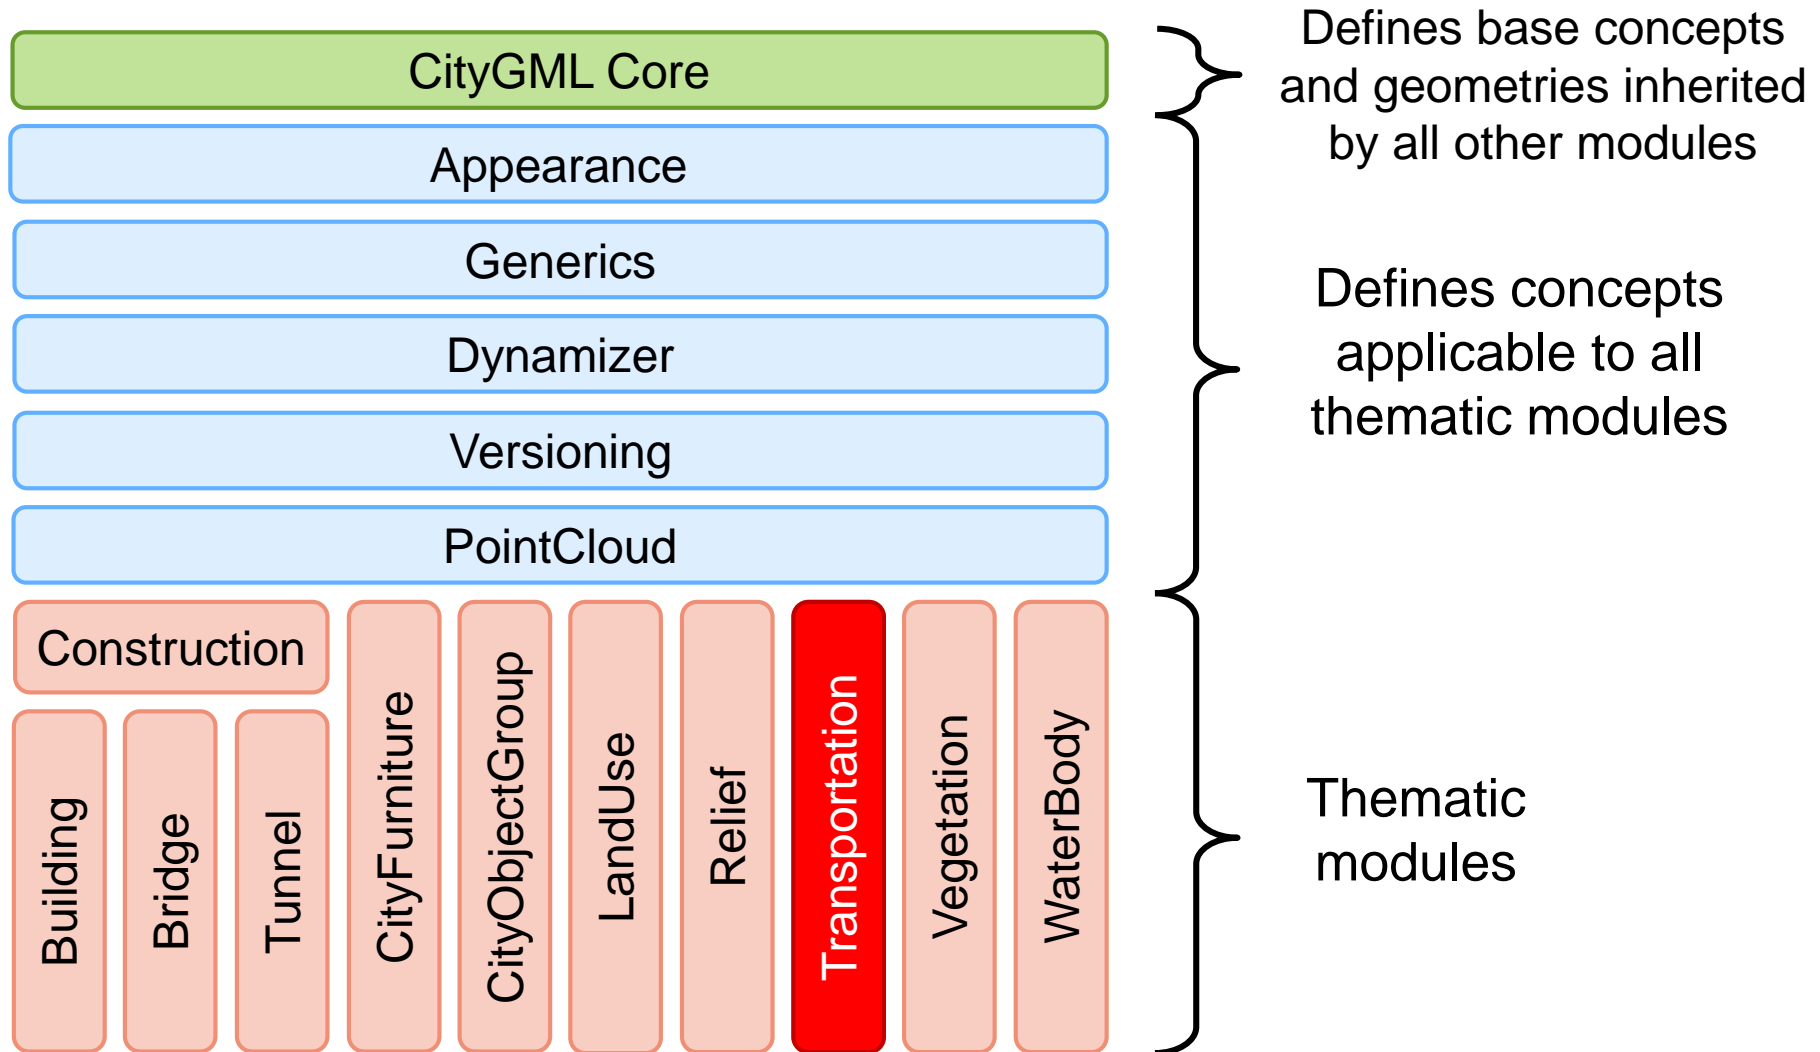 CityGML Core
Defines base concepts
and geometries inherited
by all other modules
Appearance
Generics
Dynamizer
Versioning
PointCloud
Defines concepts
applicable to all
thematic modules
Construction
Building
Bridge
Tunnel
CityFurniture
CityObjectGroup
LandUse
Relief
Transportation
Vegetation
WaterBody
Thematic
modules